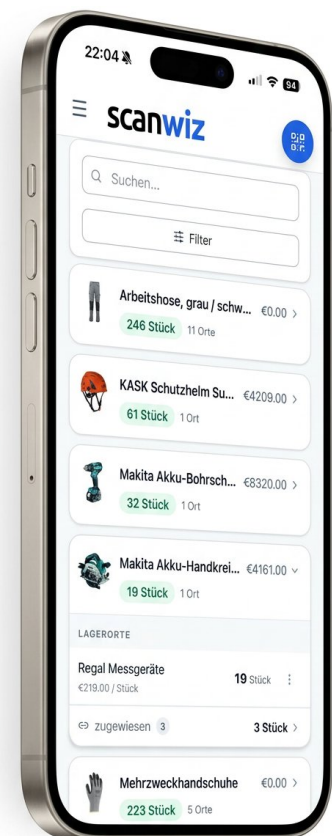 22:04
94
scanwiz
Suchen...
Filter
Arbeitshose, grau / schw... €0.00
246 Stück 11 Orte
KASK Schutzhelm Su... €4209.00
61 Stück 1 Ort
Makita Akku-Bohrsch... €8320.00
32 Stück 1 Ort
Makita Akku-Handkrei... €4161.00
19 Stück 1 Ort
LAGERORTE
Regal Messgeräte 19 Stück
€219.00 / Stück
zugewiesen 3 3 Stück
Mehrzweckhandschuhe €0.00
223 Stück 5 Orte